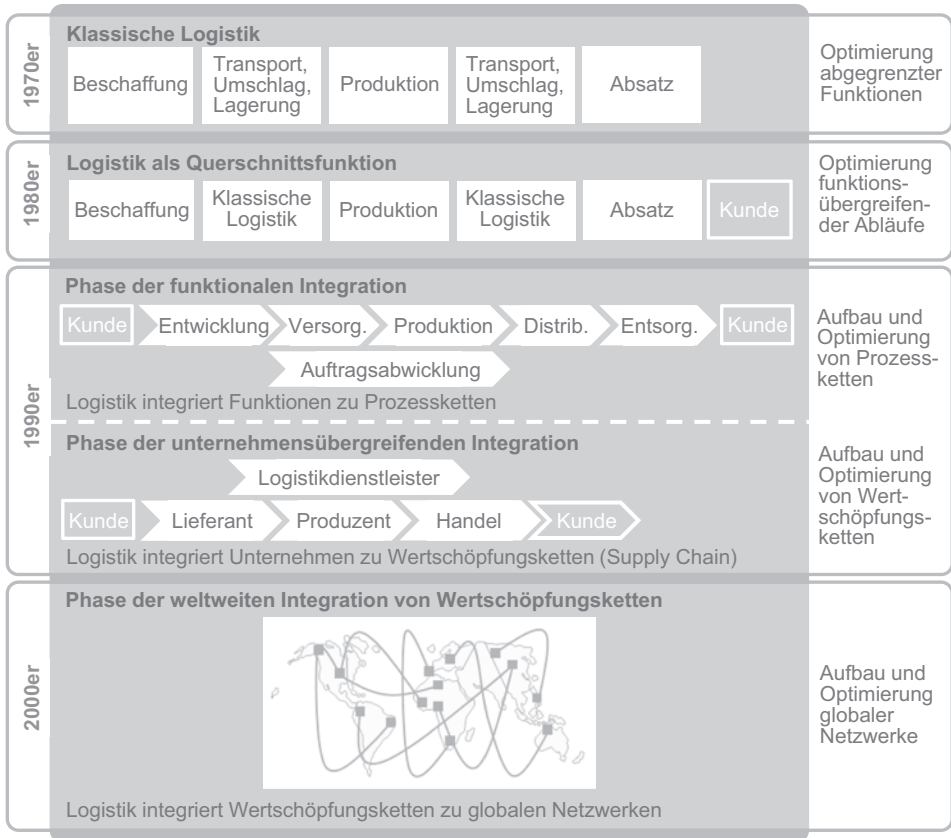 1970er
Klassische Logistik
Beschaffung
Transport,
Umschlag,
Lagerung
Produktion
Transport,
Umschlag,
Lagerung
Absatz
Optimierung
abgegrenzter
Funktionen
1980er
Logistik als Querschnittsfunktion
Beschaffung
Klassische
Logistik
Produktion
Klassische
Logistik
Absatz
Kunde
Optimierung
funktions-
übergreifen-
der Abläufe
1990er
Phase der funktionalen Integration
Kunde
Entwicklung
Versorg.
Produktion
Distrib.
Entsorg.
Kunde
Auftragsabwicklung
Logistik integriert Funktionen zu Prozessketten
Aufbau und
Optimierung
von Prozess-
ketten
Phase der unternehmensübergreifenden Integration
Logistikdienstleister
Kunde
Lieferant
Produzent
Handel
Kunde
Logistik integriert Unternehmen zu Wertschöpfungsketten (Supply Chain)
Aufbau und
Optimierung
von Wert-
schöpfungs-
ketten
2000er
Phase der weltweiten Integration von Wertschöpfungsketten
Logistik integriert Wertschöpfungsketten zu globalen Netzwerken
Aufbau und
Optimierung
globaler
Netzwerke